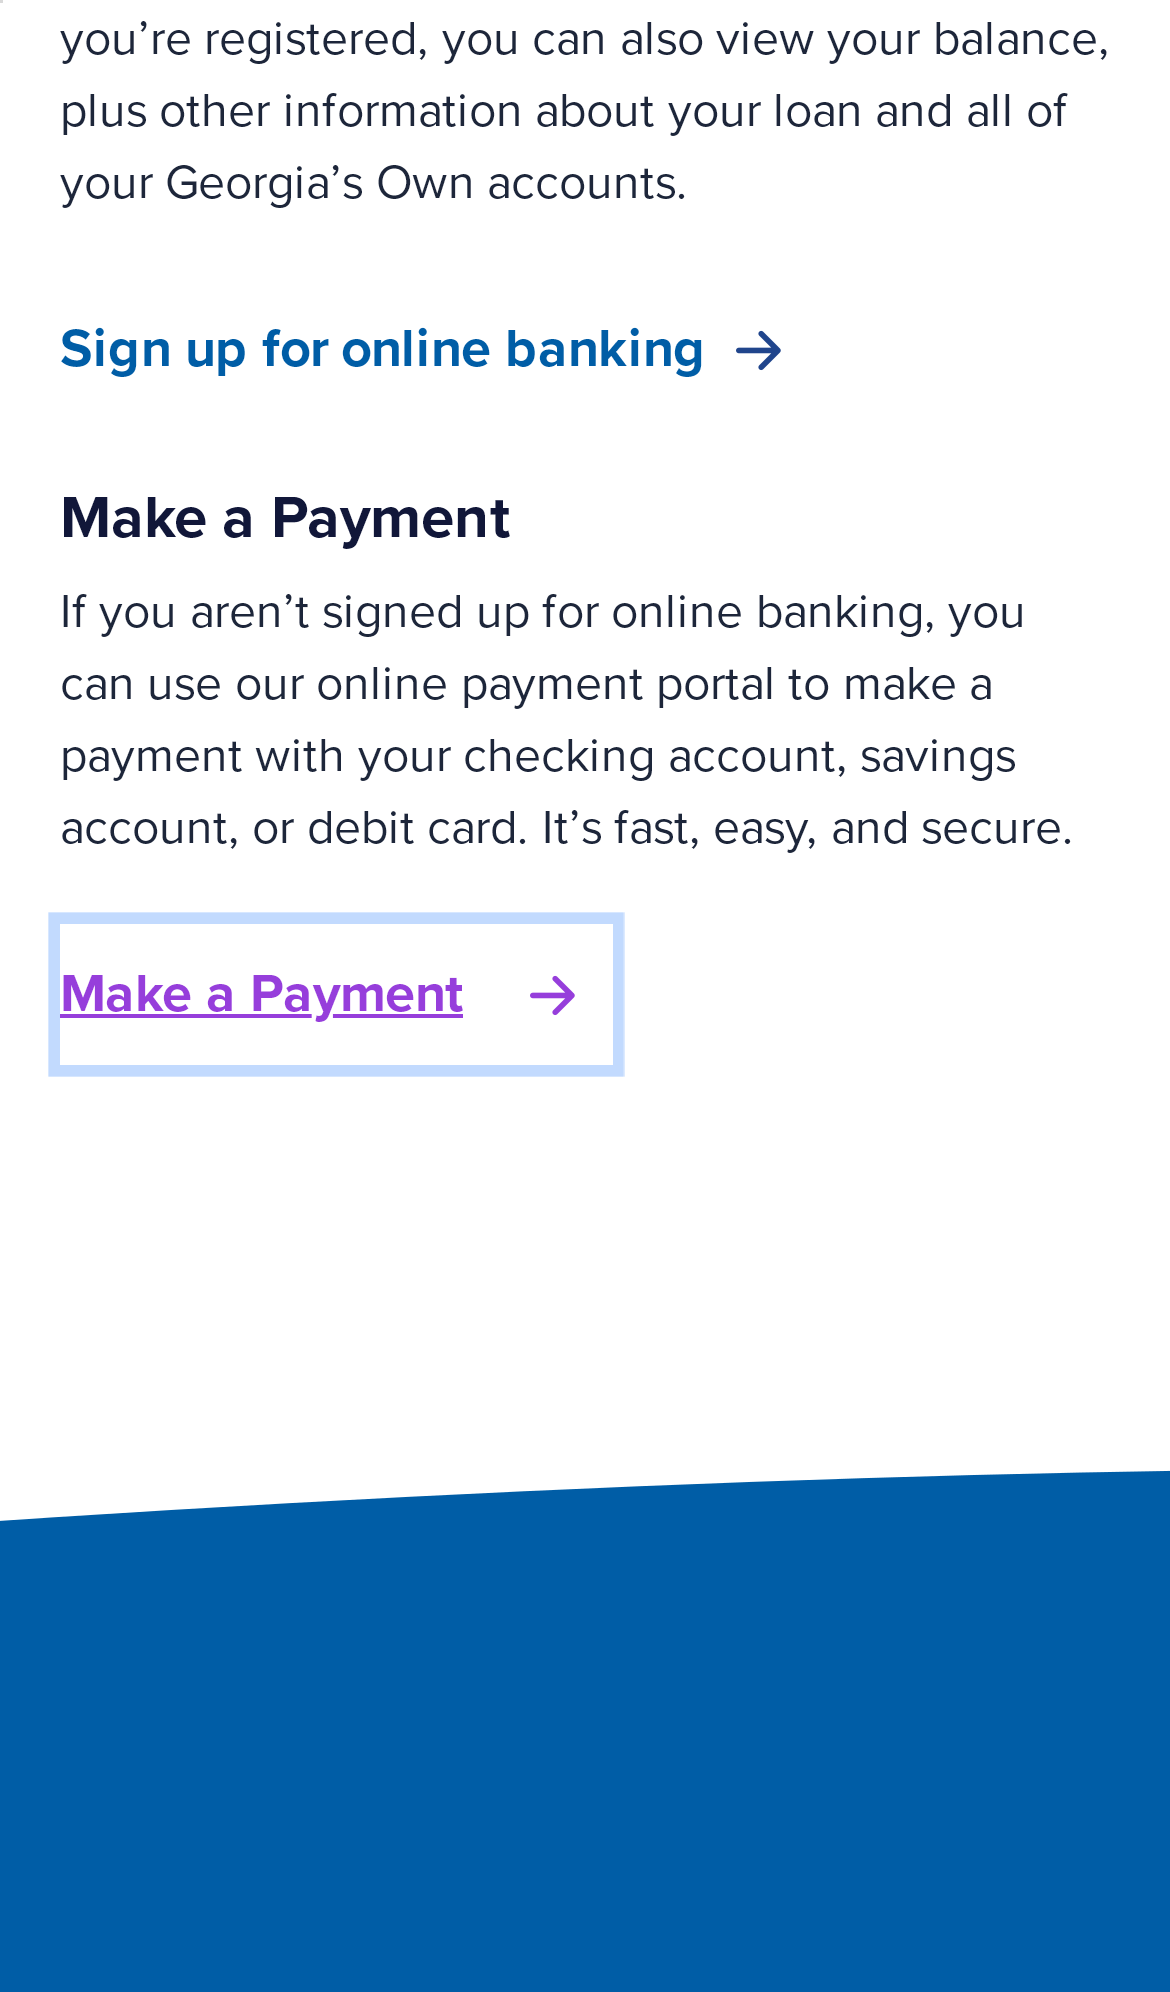 you’re registered, you can also view your balance,
plus other information about your loan and all of
your Georgia’s Own accounts.
Sign up for online banking →
Make a Payment
If you aren’t signed up for online banking, you
can use our online payment portal to make a
payment with your checking account, savings
account, or debit card. It’s fast, easy, and secure.
Make a Payment →